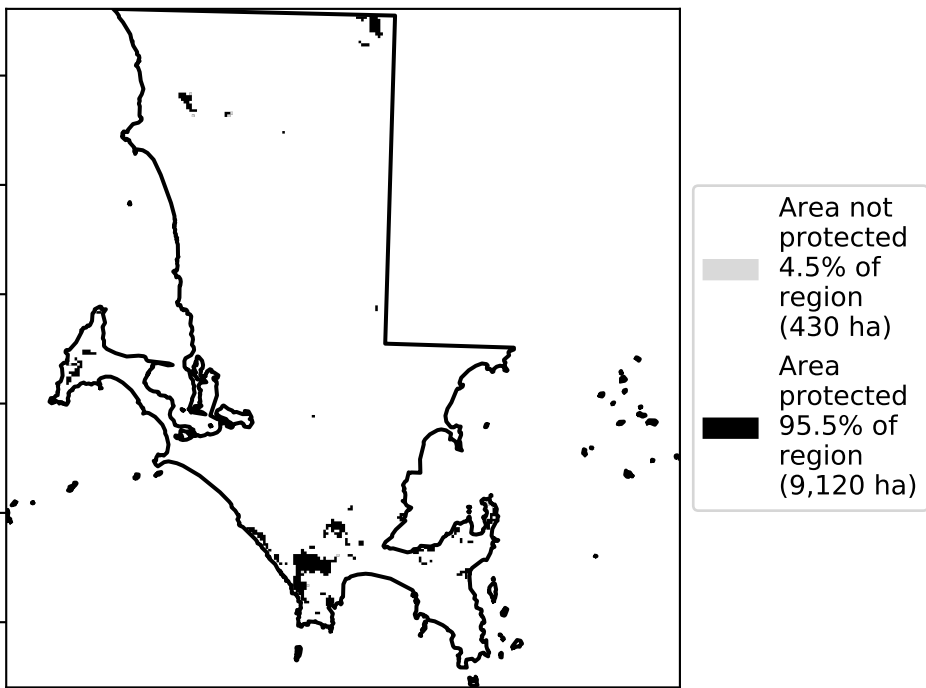 Area not
protected
4.5% of
region
(430 ha)
Area
protected
95.5% of
region
(9,120 ha)